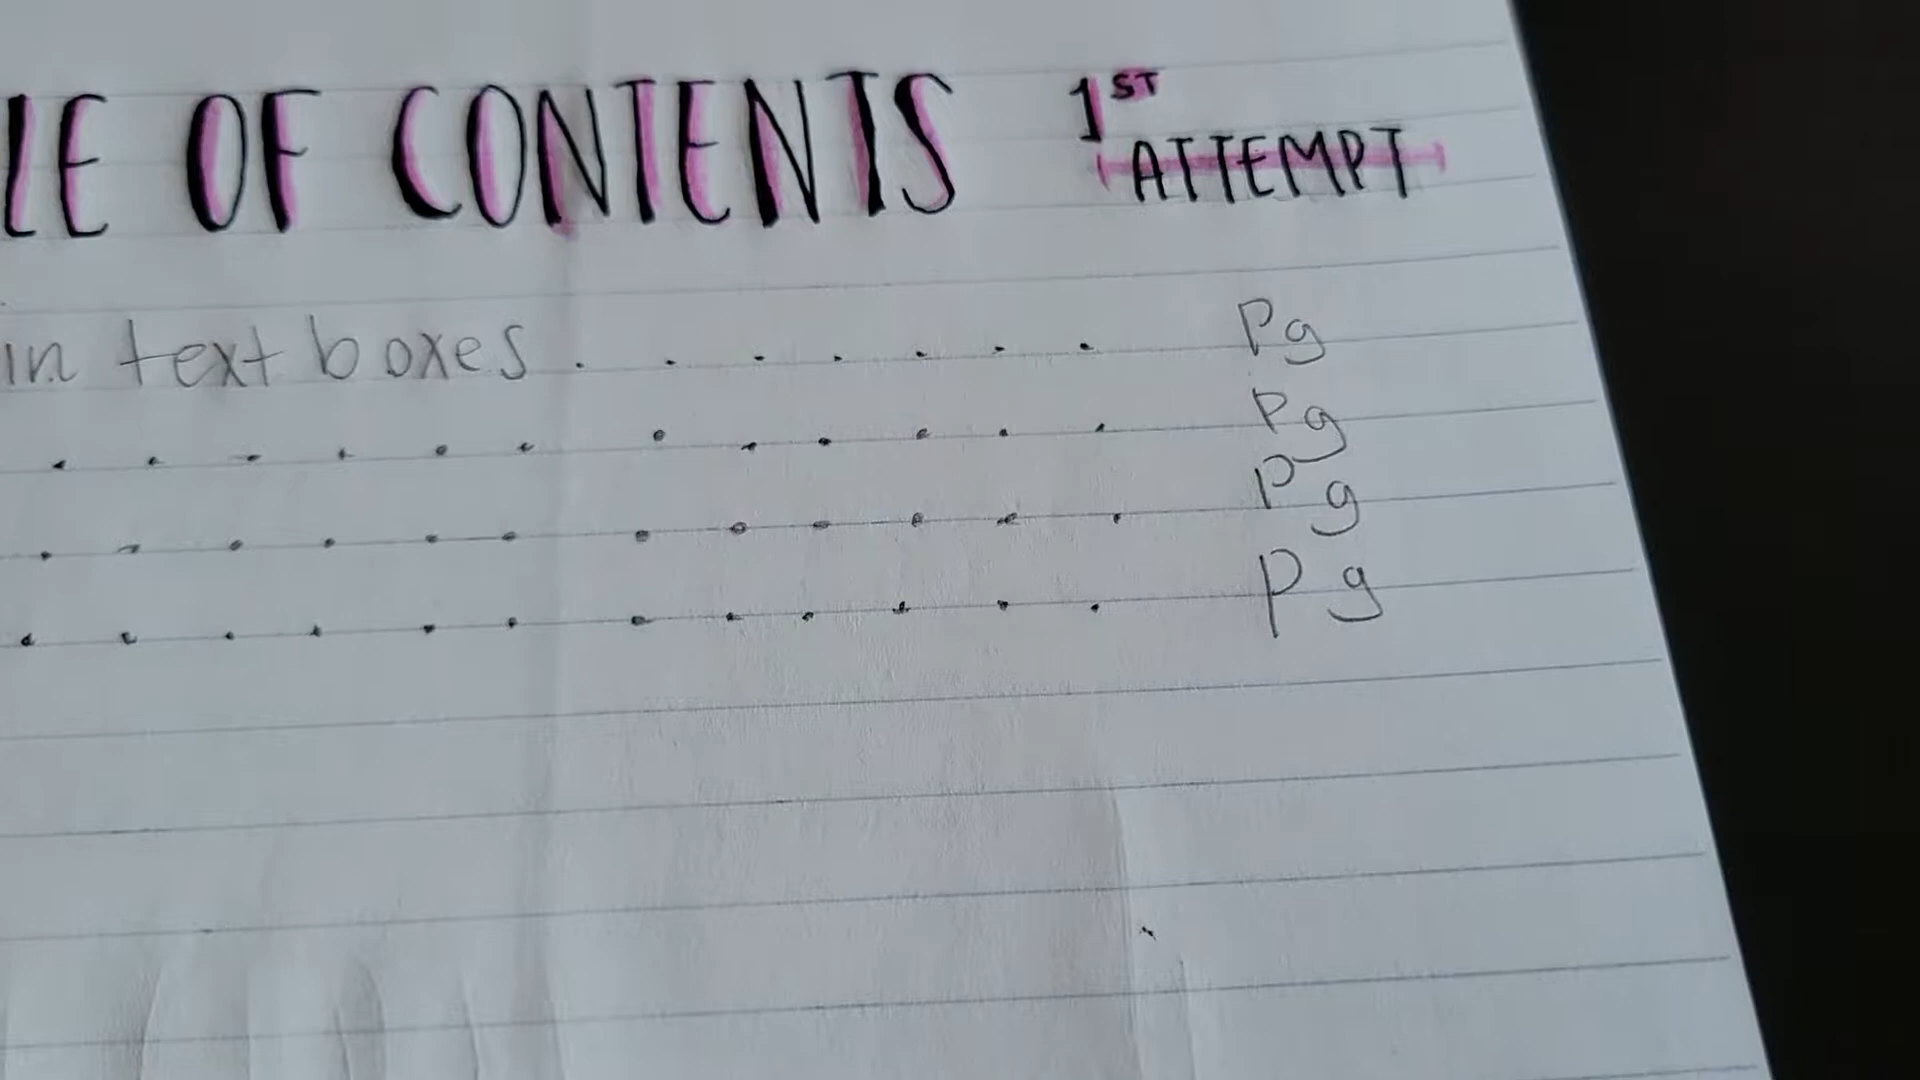 LE OF CONTENTS 1ST
ATTEMPT
in text boxes . . . . . . . Pg
. . . . . . . . . . . . Pg
. . . . . . . . . . . . Pg
. . . . . . . . . . . . Pg